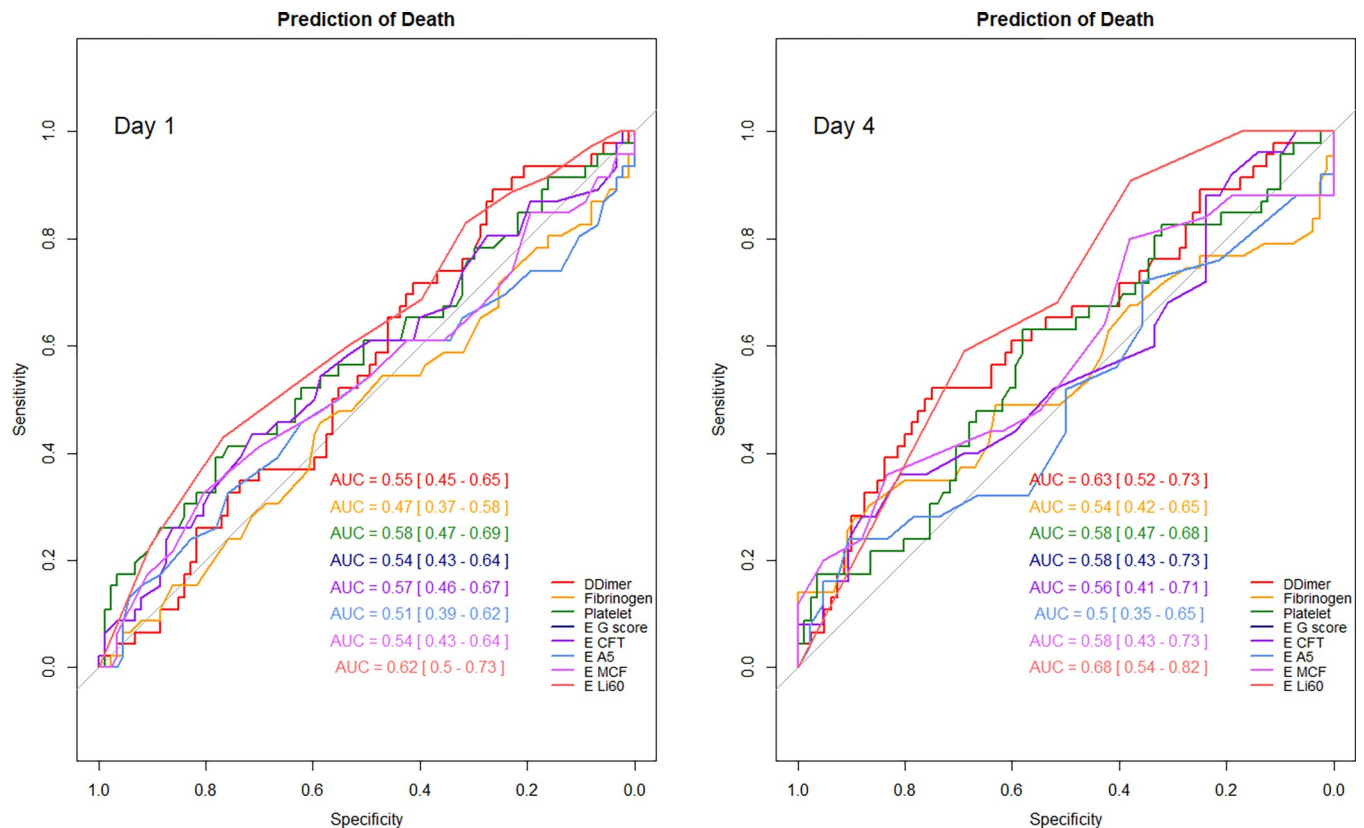 Prediction of Death
Day 1
Sensitivity
1.0
0.8
0.6
0.4
0.2
0.0
AUC = 0.55 [ 0.45 - 0.65 ]
AUC = 0.47 [ 0.37 - 0.58 ]
AUC = 0.58 [ 0.47 - 0.69 ]
AUC = 0.54 [ 0.43 - 0.64 ]
AUC = 0.57 [ 0.46 - 0.67 ]
AUC = 0.51 [ 0.39 - 0.62 ]
AUC = 0.54 [ 0.43 - 0.64 ]
AUC = 0.62 [ 0.5 - 0.73 ]
DDimer
Fibrinogen
Platelet
E G score
E CFT
E A5
E MCF
E Li60
1.0 0.8 0.6 0.4 0.2 0.0
Specificity
Prediction of Death
Day 4
Sensitivity
1.0
0.8
0.6
0.4
0.2
0.0
AUC = 0.63 [ 0.52 - 0.73 ]
AUC = 0.54 [ 0.42 - 0.65 ]
AUC = 0.58 [ 0.47 - 0.68 ]
AUC = 0.58 [ 0.43 - 0.73 ]
AUC = 0.56 [ 0.41 - 0.71 ]
AUC = 0.5 [ 0.35 - 0.65 ]
AUC = 0.58 [ 0.43 - 0.73 ]
AUC = 0.68 [ 0.54 - 0.82 ]
DDimer
Fibrinogen
Platelet
E G score
E CFT
E A5
E MCF
E Li60
1.0 0.8 0.6 0.4 0.2 0.0
Specificity